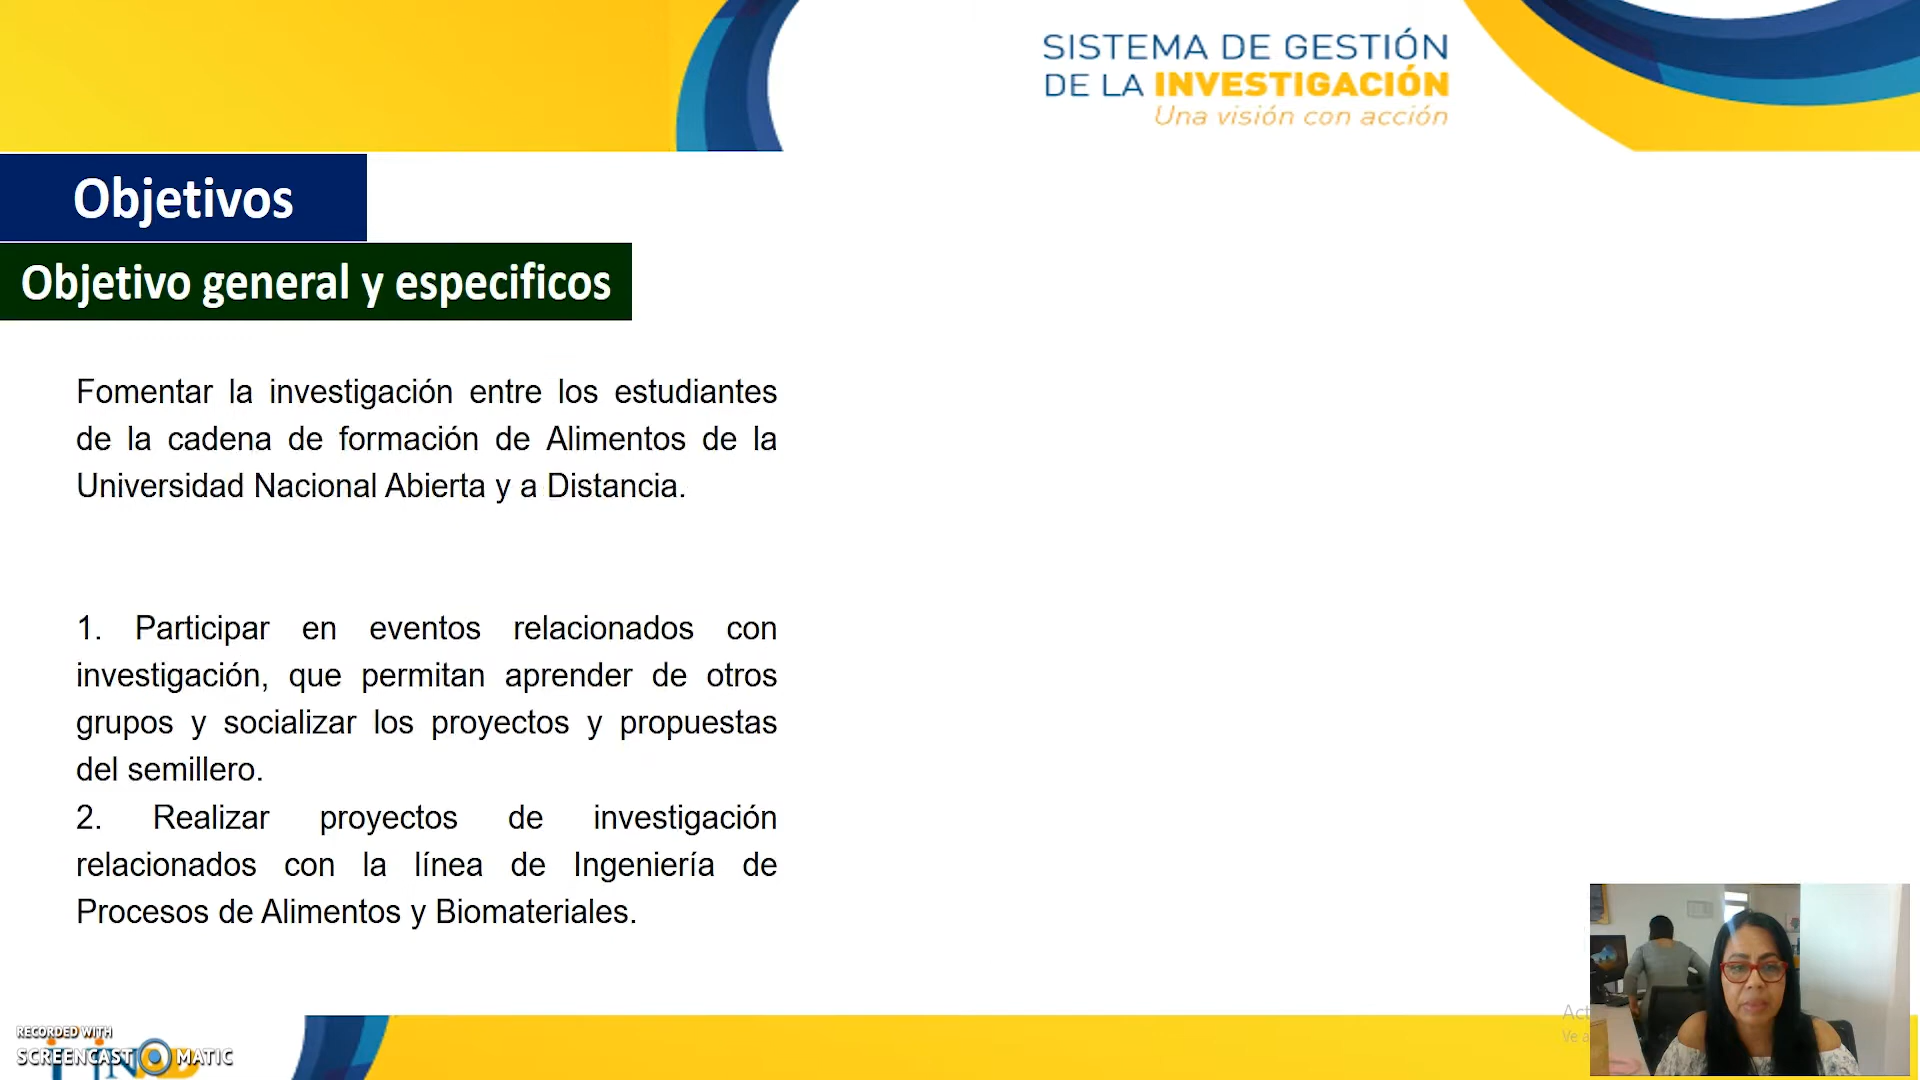 SISTEMA DE GESTIÓN
DE LA INVESTIGACIÓN
Una visión con acción
Objetivos
Objetivo general y especificos
Fomentar la investigación entre los estudiantes
de la cadena de formación de Alimentos de la
Universidad Nacional Abierta y a Distancia.
1. Participar en eventos relacionados con
investigación, que permitan aprender de otros
grupos y socializar los proyectos y propuestas
del semillero.
2. Realizar proyectos de investigación
relacionados con la línea de Ingeniería de
Procesos de Alimentos y Biomateriales.
RECORDED WITH
SCREENCAST MATIC